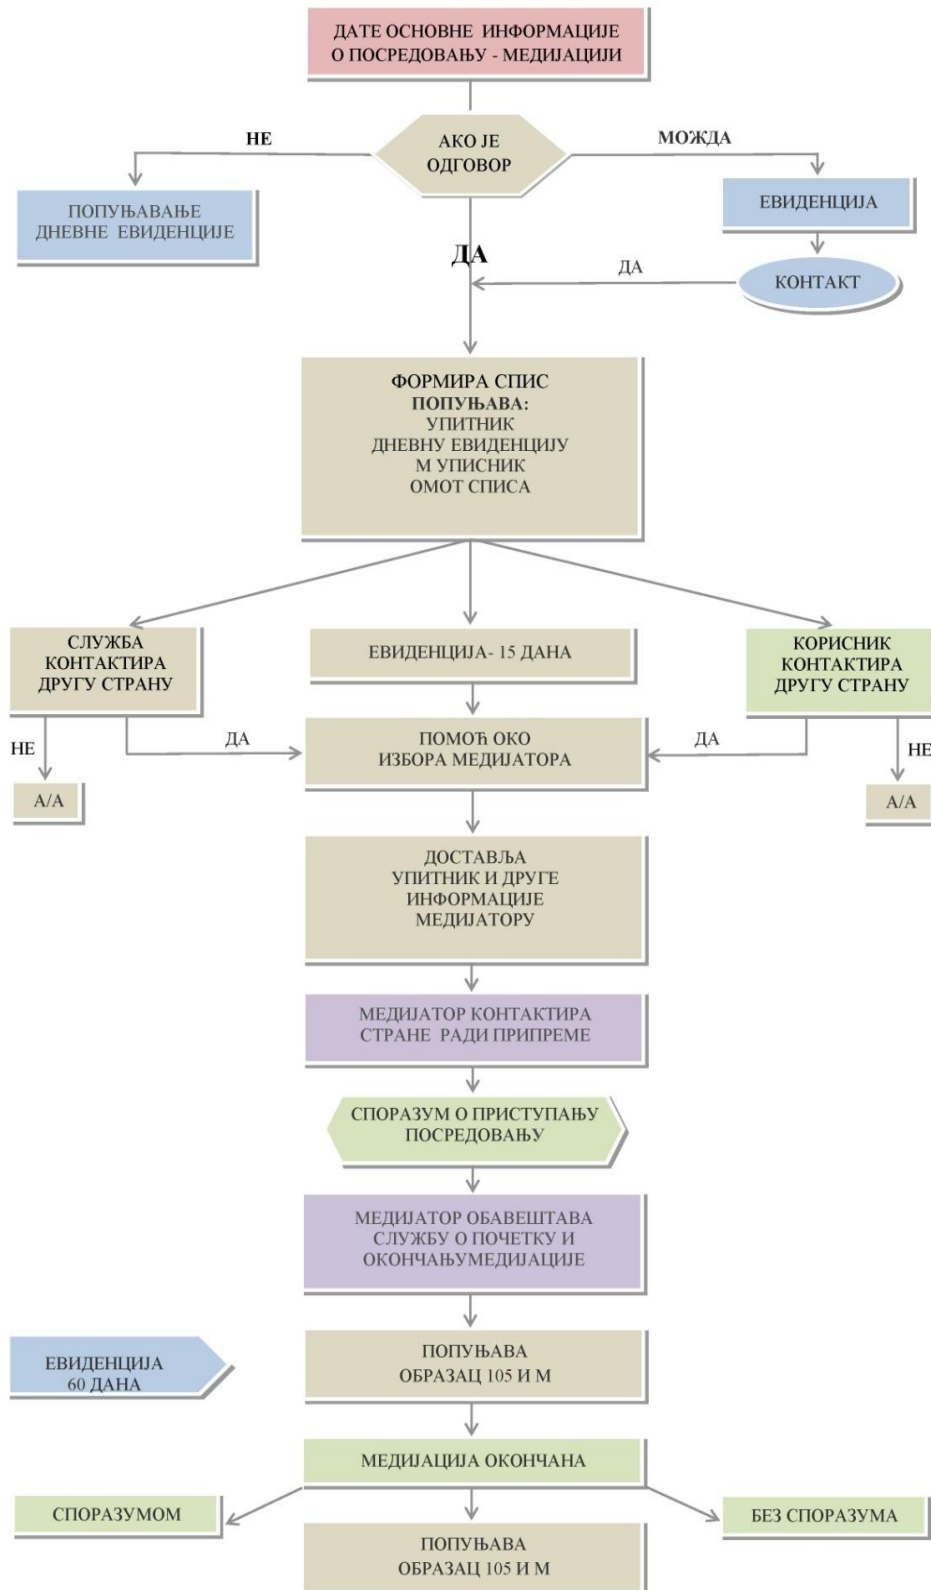 ДАТЕ ОСНОВНЕ ИНФОРМАЦИЈЕ
О ПОСРЕДОВАЊУ - МЕДИЈАЦИЈИ
НЕ
АКО ЈЕ
ОДГОВОР
МОЖДА
ПОПУЊАВАЊЕ
ДНЕВНЕ ЕВИДЕНЦИЈЕ
ЕВИДЕНЦИЈА
ДА
ДА
КОНТАКТ
ФОРМИРА СПИС
ПОПУЊАВА:
УПИТНИК
ДНЕВНУ ЕВИДЕНЦИЈУ
М УПИСНИК
ОМОТ СПИСА
СЛУЖБА
КОНТАКТИРА
ДРУГУ СТРАНУ
ЕВИДЕНЦИЈА- 15 ДАНА
КОРИСНИК
КОНТАКТИРА
ДРУГУ СТРАНУ
НЕ
ДА
ПОМОЋ ОКО
ИЗБОРА МЕДИЈАТОРА
ДА
НЕ
А/А
А/А
ДОСТАВЉА
УПИТНИК И ДРУГЕ
ИНФОРМАЦИЈЕ
МЕДИЈАТОРУ
МЕДИЈАТОР КОНТАКТИРА
СТРАНЕ РАДИ ПРИПРЕМЕ
СПОРАЗУМ О ПРИСТУПАЊУ
ПОСРЕДОВАЊУ
МЕДИЈАТОР ОБАВЕШТАВА
СЛУЖБУ О ПОЧЕТКУ И
ОКОНЧАЊУМЕДИЈАЦИЈЕ
ЕВИДЕНЦИЈА
60 ДАНА
ПОПУЊАВА
ОБРАЗАЦ 105 И М
МЕДИЈАЦИЈА ОКОНЧАНА
СПОРАЗУМОМ
БЕЗ СПОРАЗУМА
ПОПУЊАВА
ОБРАЗАЦ 105 И М